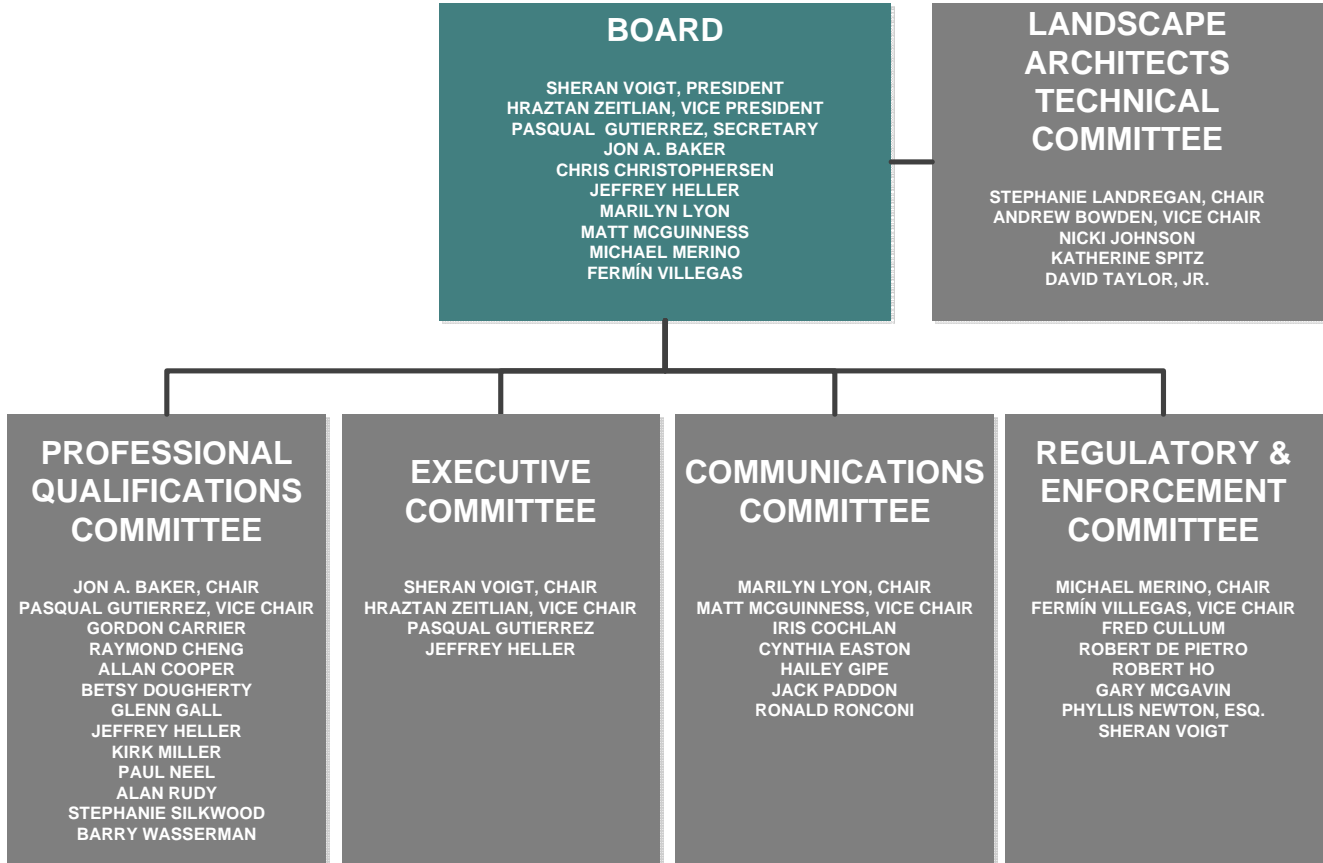 BOARD
SHERAN VOIGT, PRESIDENT
HRAZTAN ZEITLIAN, VICE PRESIDENT
PASQUAL GUTIERREZ, SECRETARY
JON A. BAKER
CHRIS CHRISTOPHERSEN
JEFFREY HELLER
MARILYN LYON
MATT MCGUINNESS
MICHAEL MERINO
FERMÍN VILLEGAS
LANDSCAPE
ARCHITECTS
TECHNICAL
COMMITTEE
STEPHANIE LANDREGAN, CHAIR
ANDREW BOWDEN, VICE CHAIR
NICKI JOHNSON
KATHERINE SPITZ
DAVID TAYLOR, JR.
PROFESSIONAL
QUALIFICATIONS
COMMITTEE
JON A. BAKER, CHAIR
PASQUAL GUTIERREZ, VICE CHAIR
GORDON CARRIER
RAYMOND CHENG
ALLAN COOPER
BETSY DOUGHERTY
GLENN GALL
JEFFREY HELLER
KIRK MILLER
PAUL NEEL
ALAN RUDY
STEPHANIE SILKWOOD
BARRY WASSERMAN
EXECUTIVE
COMMITTEE
SHERAN VOIGT, CHAIR
HRAZTAN ZEITLIAN, VICE CHAIR
PASQUAL GUTIERREZ
JEFFREY HELLER
COMMUNICATIONS
COMMITTEE
MARILYN LYON, CHAIR
MATT MCGUINNESS, VICE CHAIR
IRIS COCHLAN
CYNTHIA EASTON
HAILEY GIPE
JACK PADDON
RONALD RONCONI
REGULATORY &
ENFORCEMENT
COMMITTEE
MICHAEL MERINO, CHAIR
FERMÍN VILLEGAS, VICE CHAIR
FRED CULLUM
ROBERT DE PIETRO
ROBERT HO
GARY MCGAVIN
PHYLLIS NEWTON, ESQ.
SHERAN VOIGT